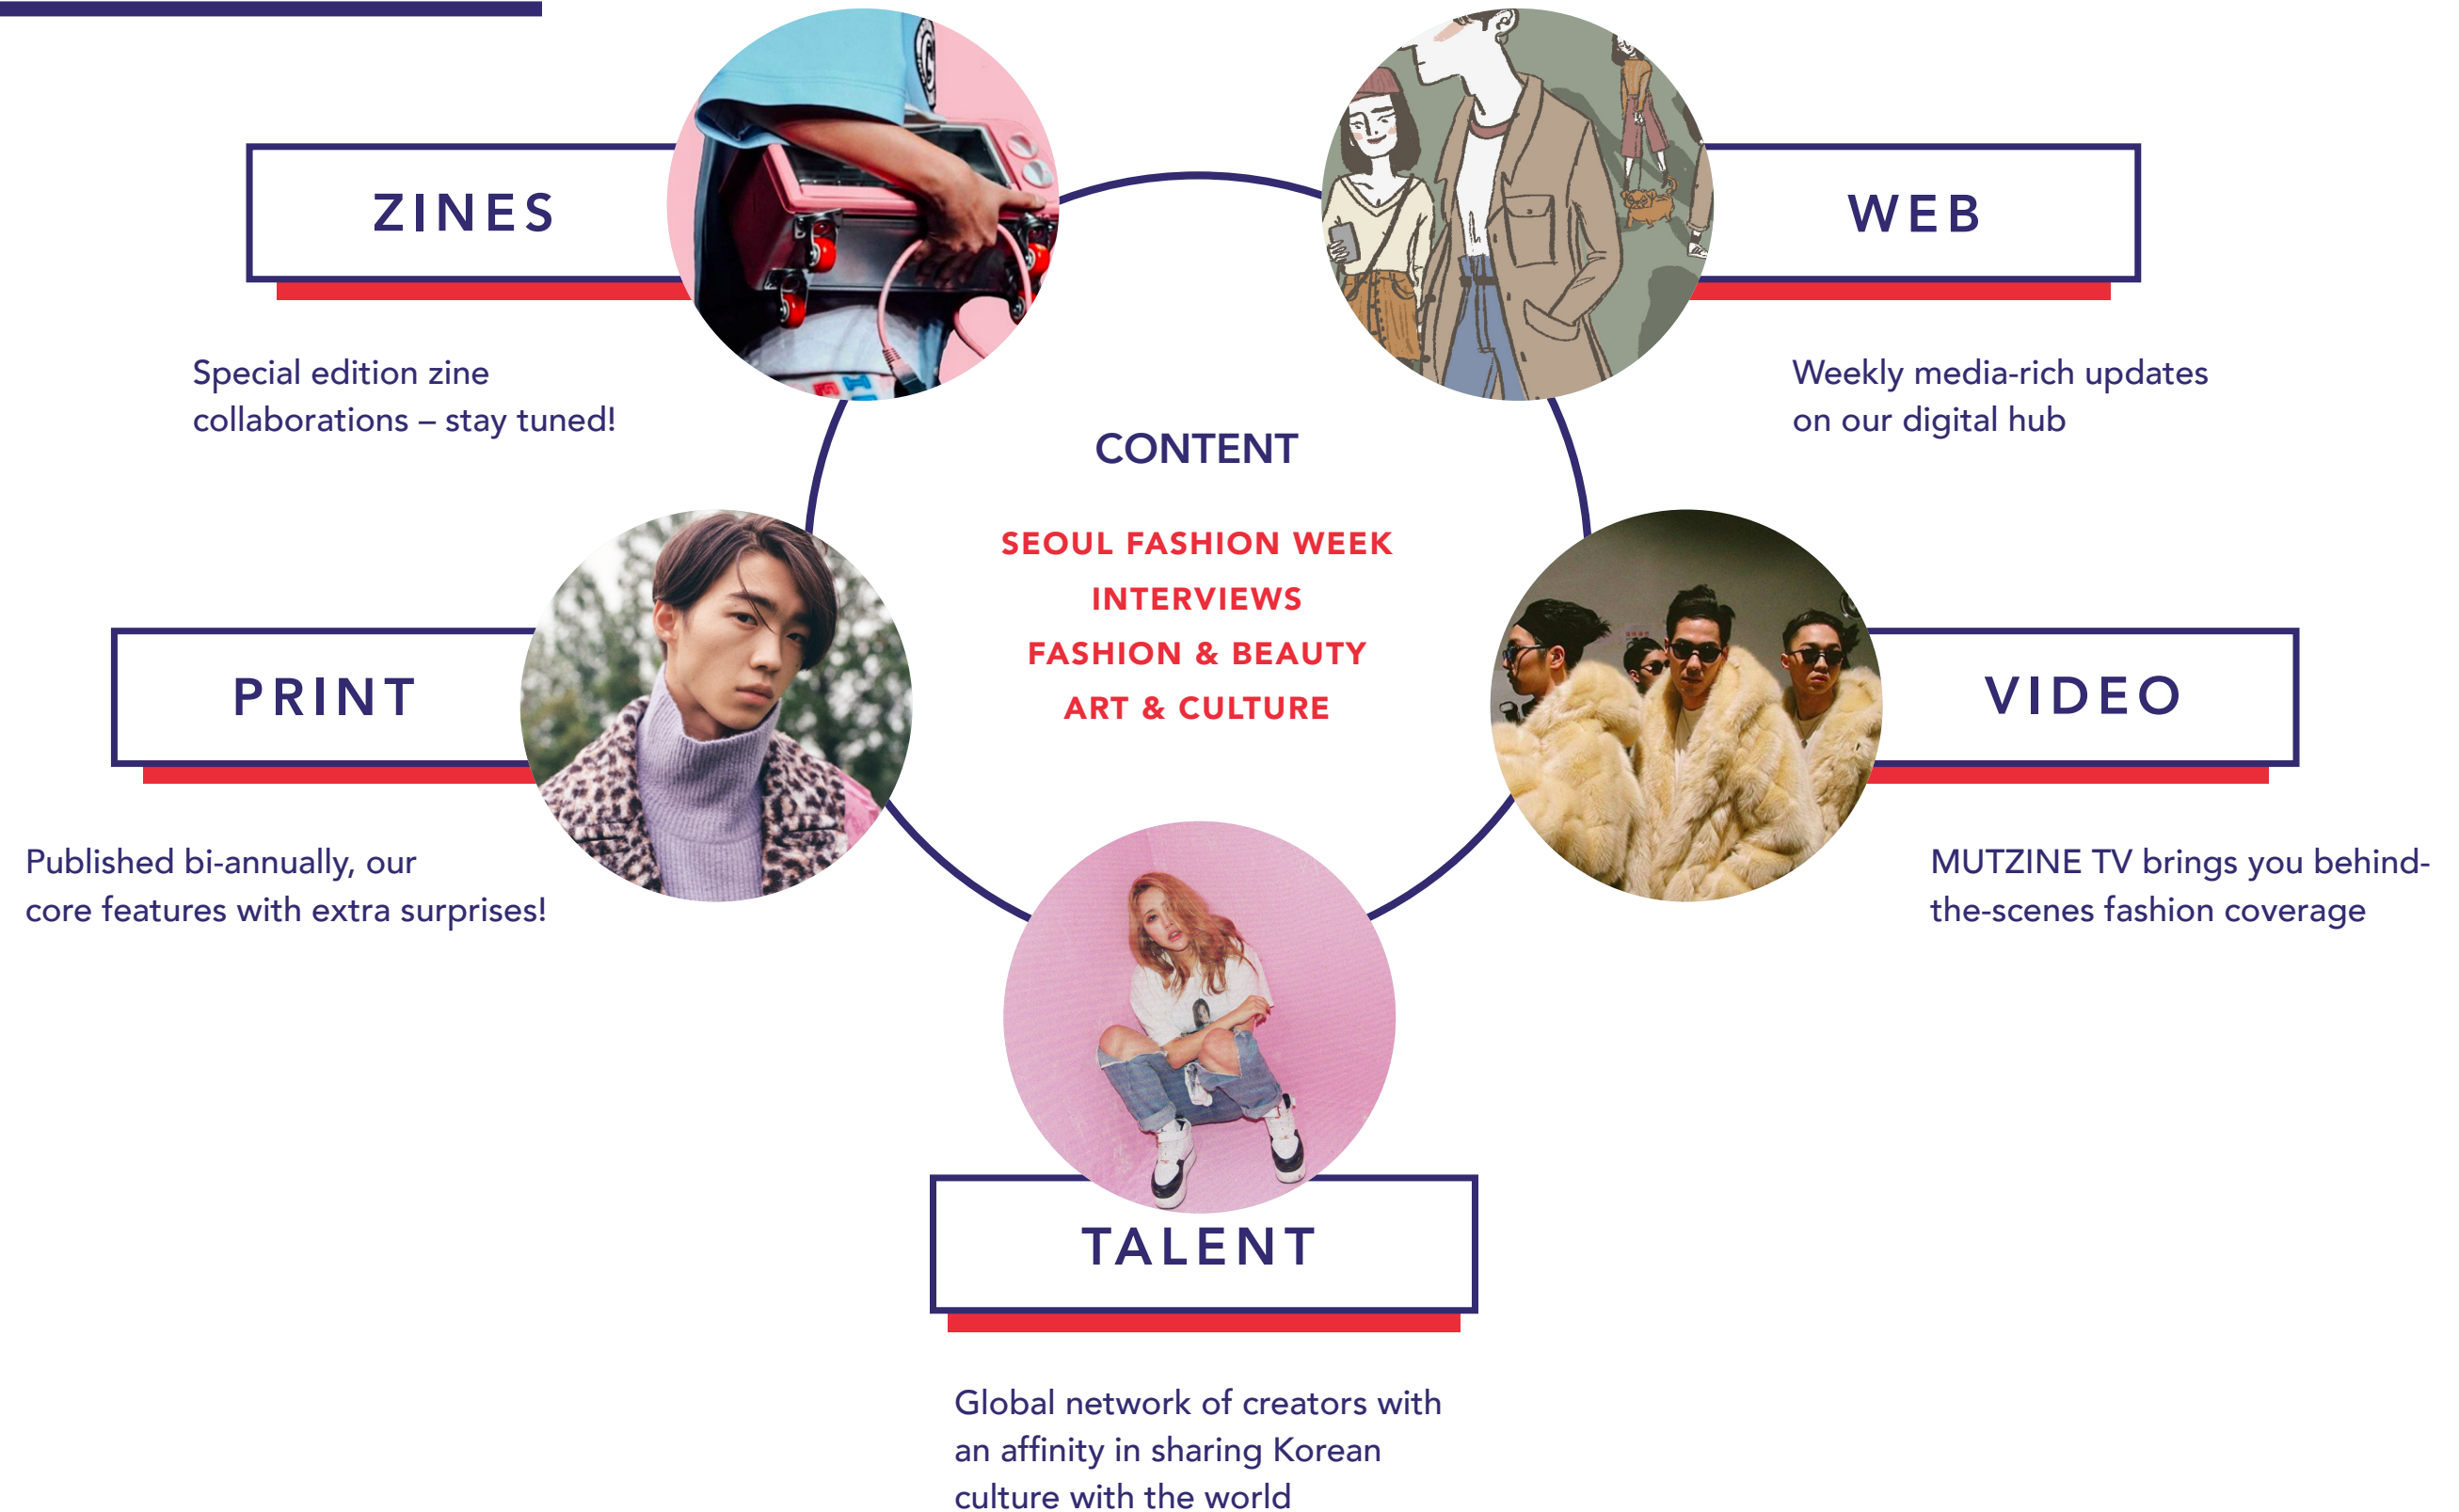 ZINES
Special edition zine
collaborations – stay tuned!
WEB
Weekly media-rich updates
on our digital hub
CONTENT
SEOUL FASHION WEEK
INTERVIEWS
FASHION & BEAUTY
ART & CULTURE
PRINT
Published bi-annually, our
core features with extra surprises!
VIDEO
MUTZINE TV brings you behind-
the-scenes fashion coverage
TALENT
Global network of creators with
an affinity in sharing Korean
culture with the world